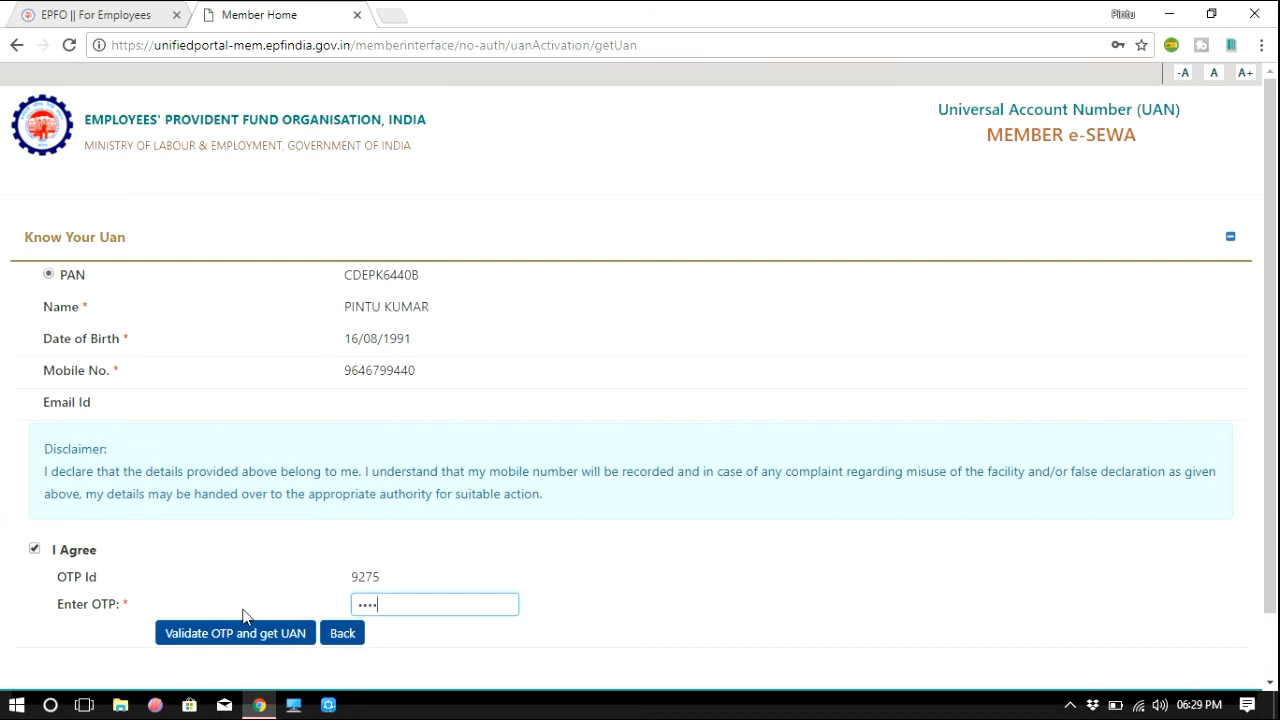 EPFO || For Employees
Member Home
Pintu
https://unifiedportal-mem.epfindia.gov.in/memberinterface/no-auth/uanActivation/getUan
-A A A+
EMPLOYEES' PROVIDENT FUND ORGANISATION, INDIA
MINISTRY OF LABOUR & EMPLOYMENT, GOVERNMENT OF INDIA
Universal Account Number (UAN)
MEMBER e-SEWA
Know Your Uan
PAN CDEPK6440B
Name * PINTU KUMAR
Date of Birth * 16/08/1991
Mobile No. * 9646799440
Email Id
Disclaimer:
I declare that the details provided above belong to me. I understand that my mobile number will be recorded and in case of any complaint regarding misuse of the facility and/or false declaration as given
above, my details may be handed over to the appropriate authority for suitable action.
I Agree
OTP Id 9275
Enter OTP: * ••••
Validate OTP and get UAN Back
06:29 PM